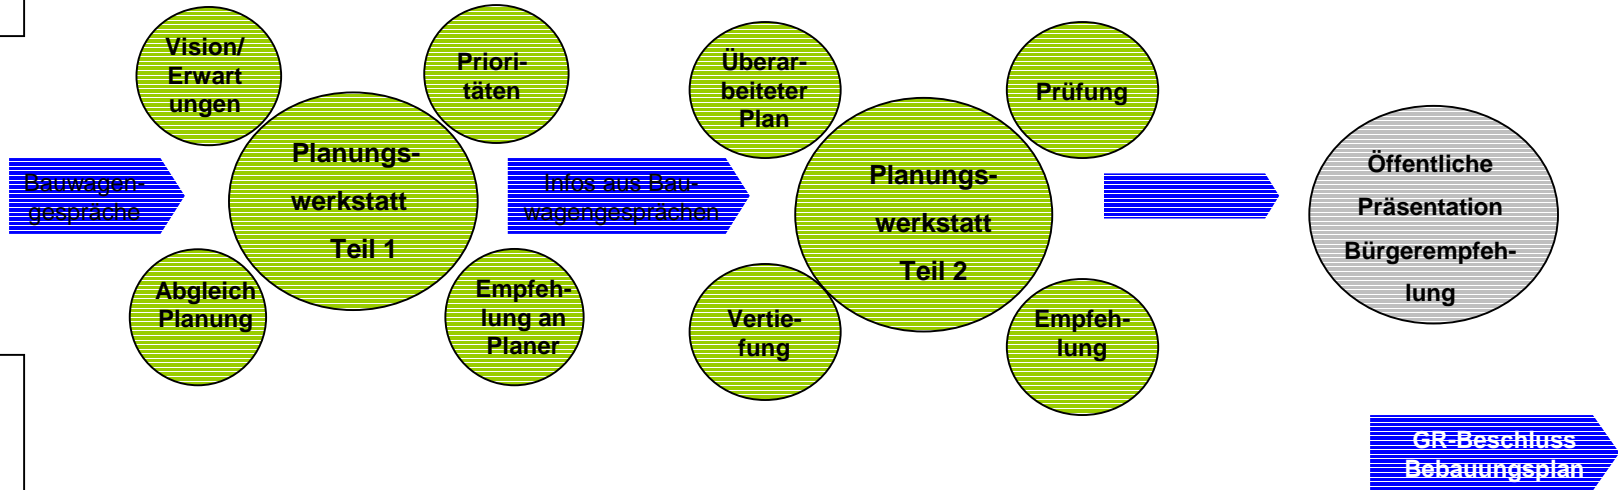 Bauwagen-
gespräche
Vision/
Erwart
ungen
Priori-
täten
Planungs-
werkstatt
Teil 1
Abgleich
Planung
Empfeh-
lung an
Planer
Infos aus Bau-
wagengesprächen
Überar-
beiteter
Plan
Prüfung
Planungs-
werkstatt
Teil 2
Vertie-
fung
Empfeh-
lung
Öffentliche
Präsentation
Bürgerempfeh-
lung
GR-Beschluss
Bebauungsplan